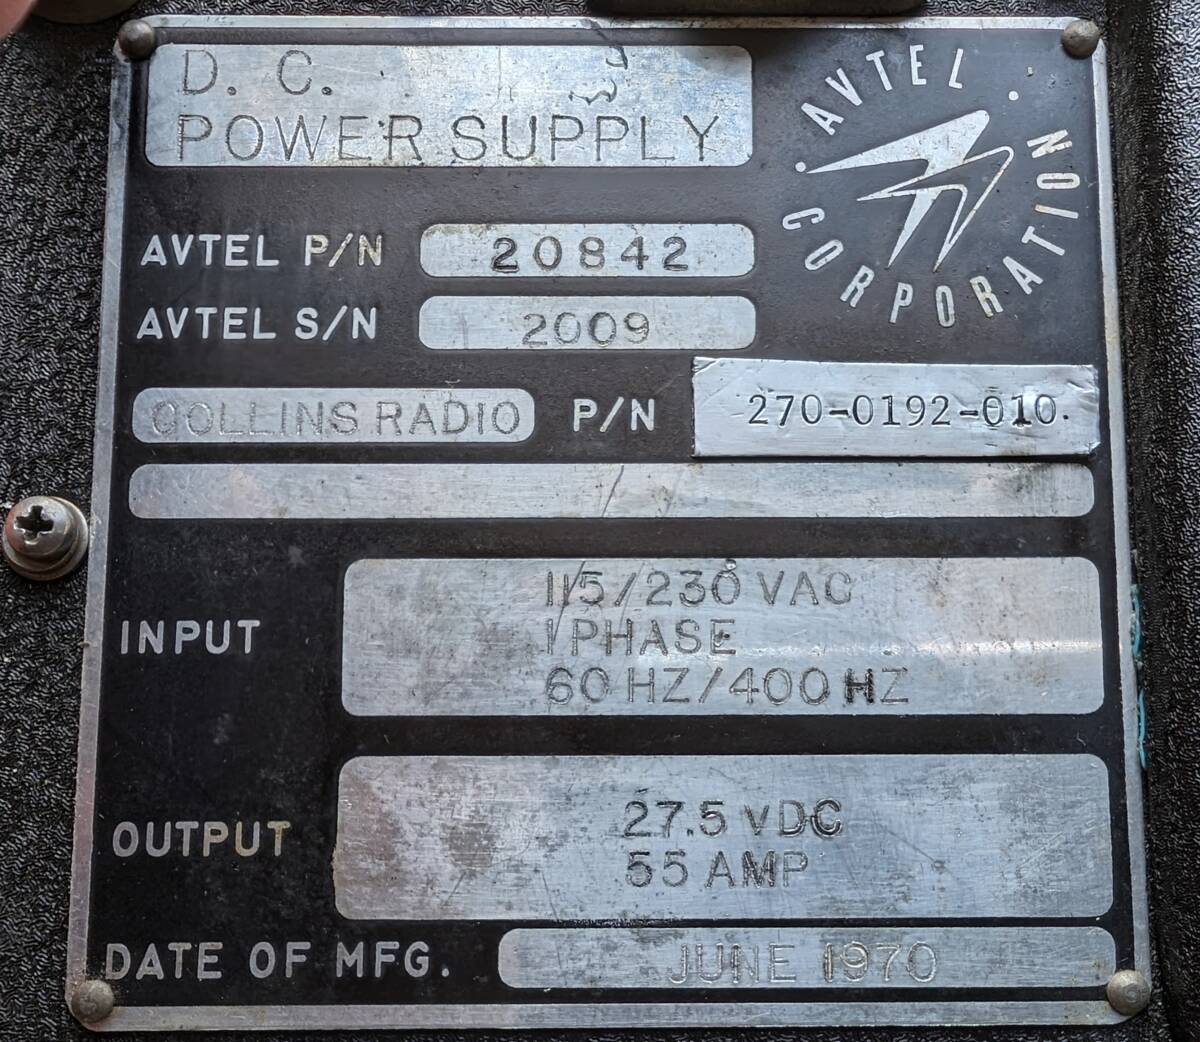 D. C.
POWER SUPPLY
AVTEL CORPORATION
AVTEL P/N 20842
AVTEL S/N 2009
COLLINS RADIO P/N 270-0192-010.
INPUT
115/230 VAC
1 PHASE
60 HZ/400 HZ
OUTPUT
27.5 VDC
55 AMP
DATE OF MFG. JUNE 1970